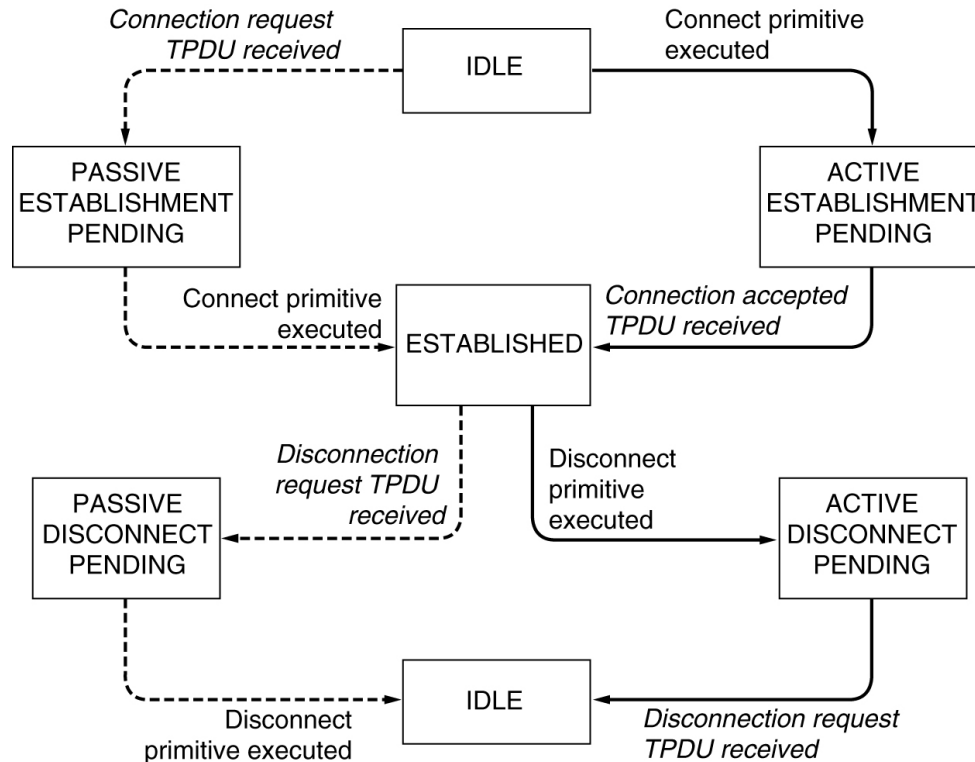 Connection request
TPDU received
IDLE
Connect primitive
executed
PASSIVE
ESTABLISHMENT
PENDING
ACTIVE
ESTABLISHMENT
PENDING
Connect primitive
executed
ESTABLISHED
Connection accepted
TPDU received
Disconnection
request TPDU
received
Disconnect
primitive
executed
PASSIVE
DISCONNECT
PENDING
ACTIVE
DISCONNECT
PENDING
IDLE
Disconnect
primitive executed
Disconnection request
TPDU received